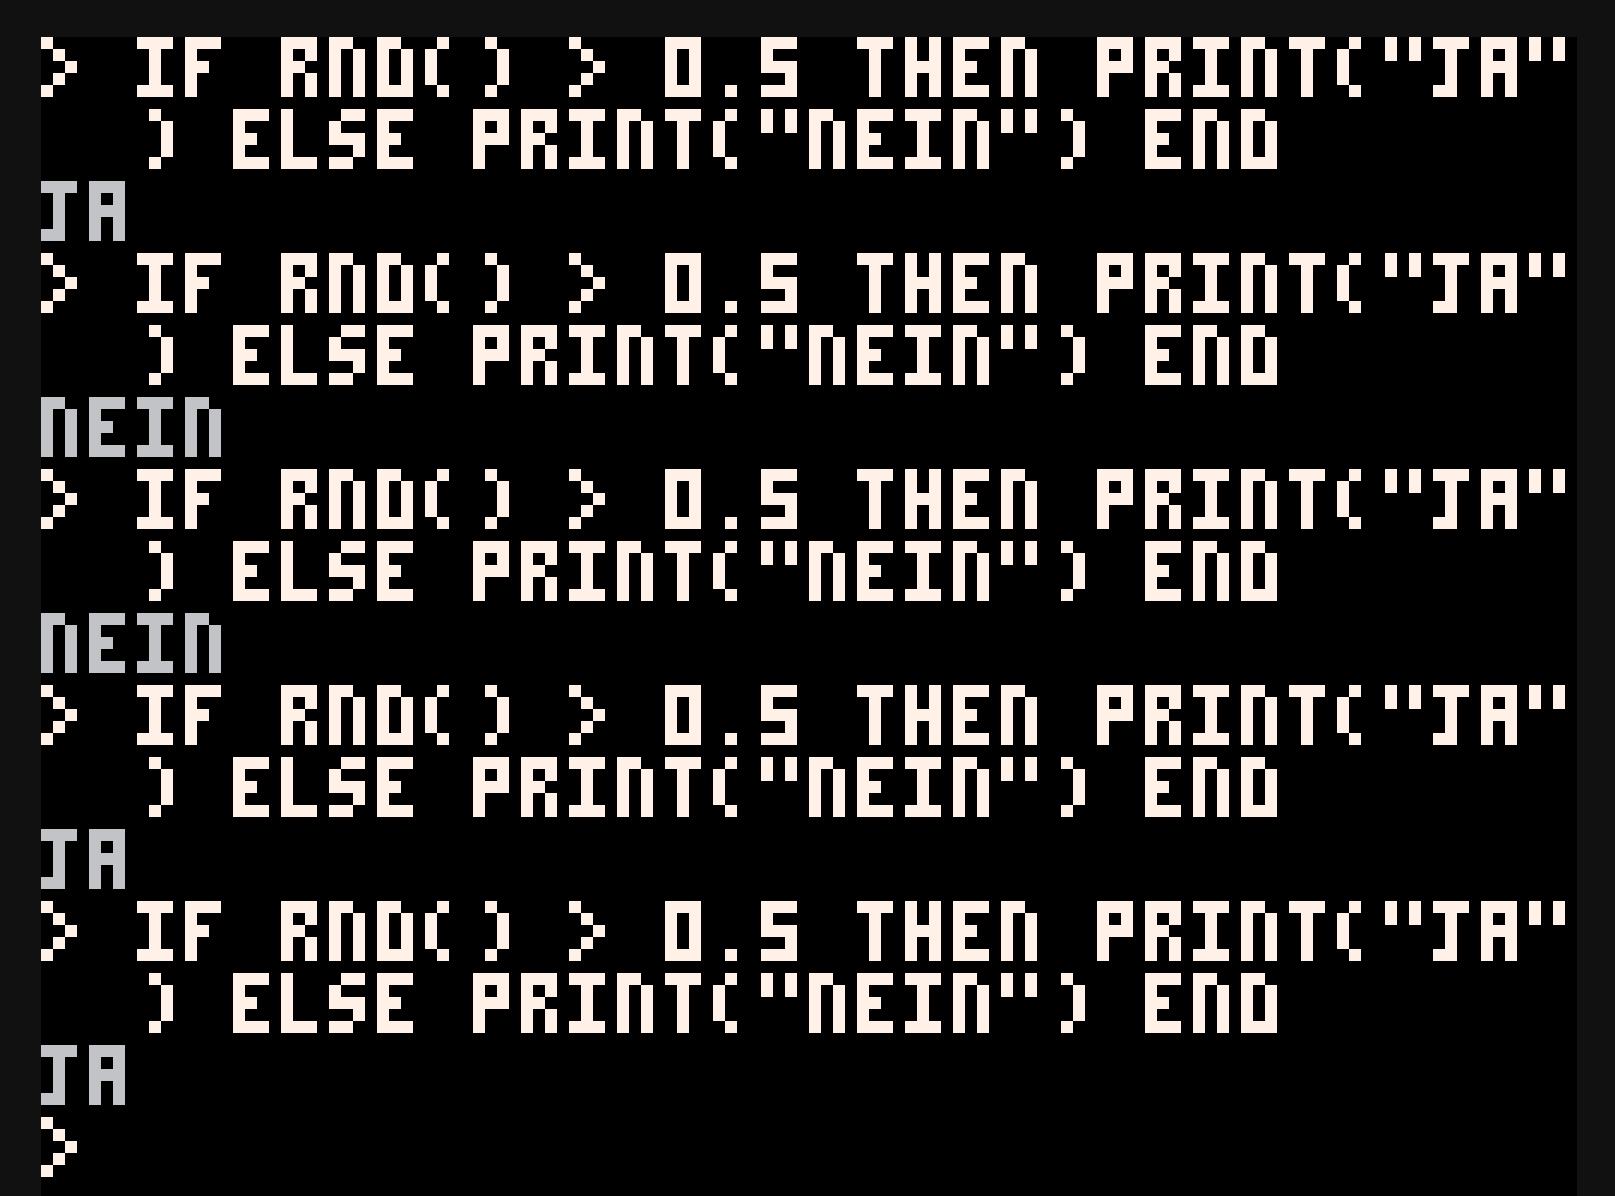 > IF RND() > 0.5 THEN PRINT("JA"
) ELSE PRINT("NEIN") END
JA
> IF RND() > 0.5 THEN PRINT("JA"
) ELSE PRINT("NEIN") END
NEIN
> IF RND() > 0.5 THEN PRINT("JA"
) ELSE PRINT("NEIN") END
NEIN
> IF RND() > 0.5 THEN PRINT("JA"
) ELSE PRINT("NEIN") END
JA
> IF RND() > 0.5 THEN PRINT("JA"
) ELSE PRINT("NEIN") END
JA
>